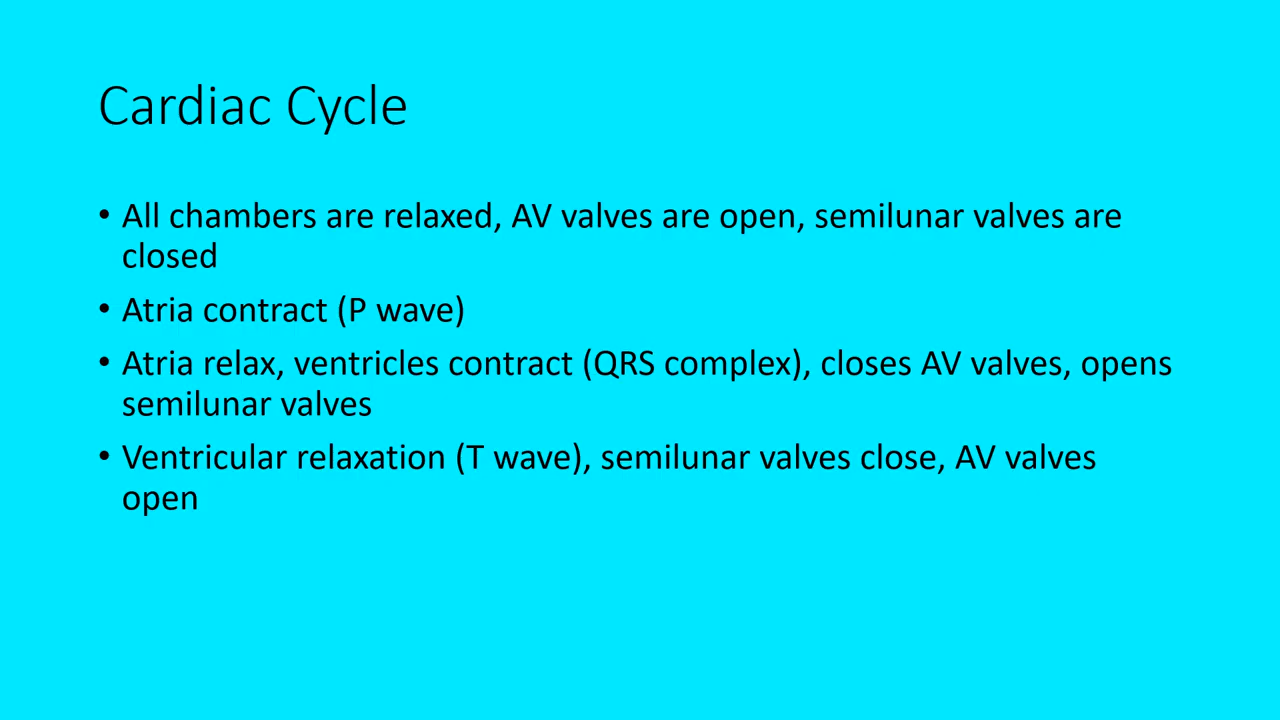 Cardiac Cycle
• All chambers are relaxed, AV valves are open, semilunar valves are
closed
• Atria contract (P wave)
• Atria relax, ventricles contract (QRS complex), closes AV valves, opens
semilunar valves
• Ventricular relaxation (T wave), semilunar valves close, AV valves
open